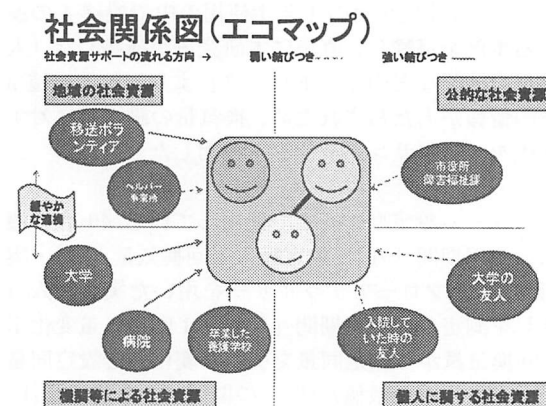 社会関係図(エコマップ)
社会資源サポートの流れる方向 → 弱い結びつき 強い結びつき
地域の社会資源
公的な社会資源
移送ボラ
ンティア
ヘルパー
事業所
市役所
障害福祉課
緩やか
な連携
大学
大学の
友人
病院
卒業した
養護学校
入院して
いた時の
友人
機関等による社会資源
個人に関する社会資源